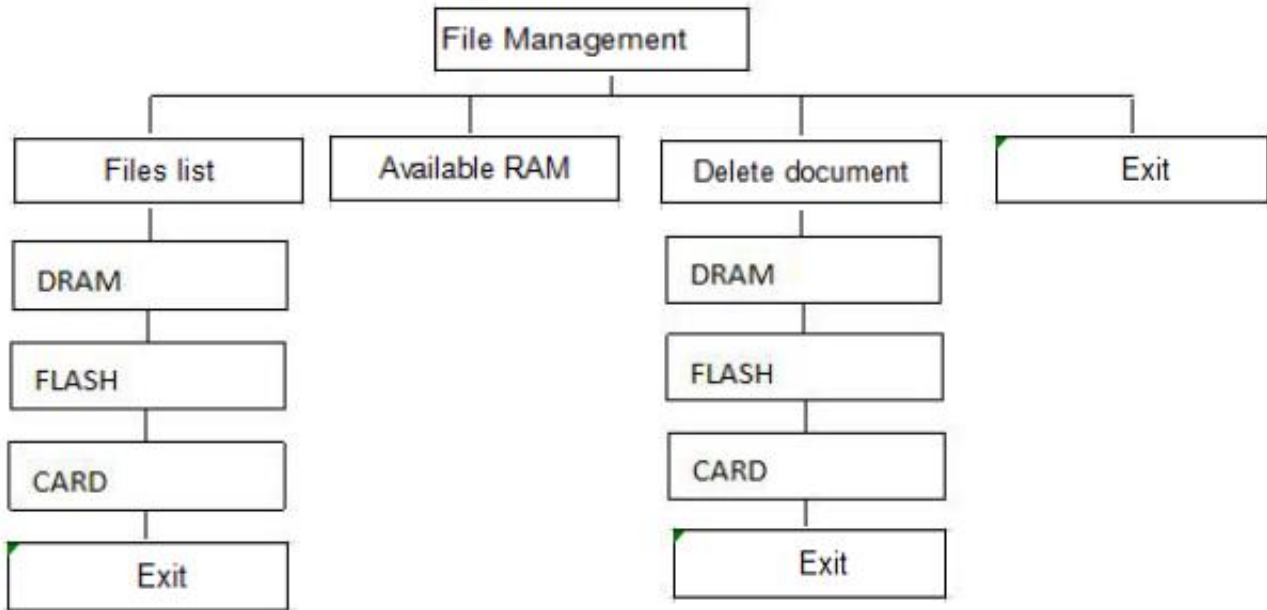 File Management
Files list
Available RAM
Delete document
Exit
DRAM
DRAM
FLASH
FLASH
CARD
CARD
Exit
Exit